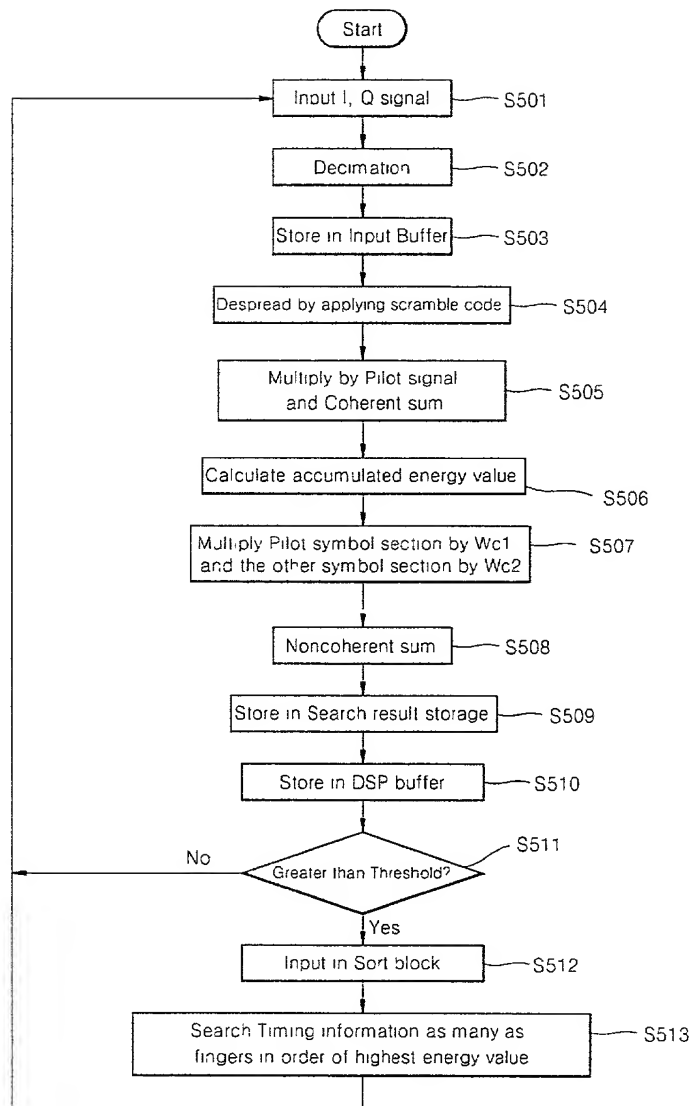 Start
Input I, Q signal
S501
Decimation
S502
Store in Input Buffer
S503
Despread by applying scramble code
S504
Multiply by Pilot signal
and Coherent sum
S505
Calculate accumulated energy value
S506
Multiply Pilot symbol section by Wc1
and the other symbol section by Wc2
S507
Noncoherent sum
S508
Store in Search result storage
S509
Store in DSP buffer
S510
Greater than Threshold?
S511
No
Yes
Input in Sort block
S512
Search Timing information as many as
fingers in order of highest energy value
S513